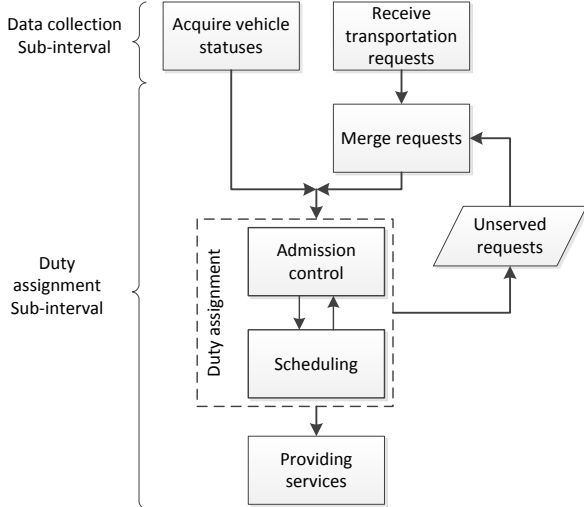 Data collection
Sub-interval
Acquire vehicle
statuses
Receive
transportation
requests
Merge requests
Unserved
requests
Duty
assignment
Sub-interval
Duty assignment
Admission
control
Scheduling
Providing
services